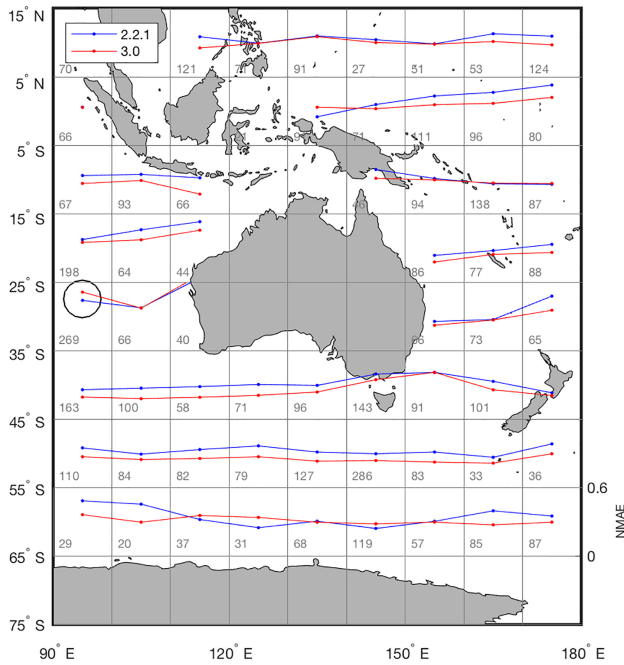 15° N
2.2.1
3.0
70 121 91 27 51 53 124
5° N
66 71 96 80
5° S
67 93 66 94 138 87
15° S
198 64 44 86 77 88
25° S
269 66 40 66 73 65
35° S
163 100 58 71 96 143 91 101
45° S
110 84 82 79 127 286 83 33 36
55° S
0.6
NMAE
29 20 37 31 68 119 57 85 87
65° S
0
75° S
90° E 120° E 150° E 180° E